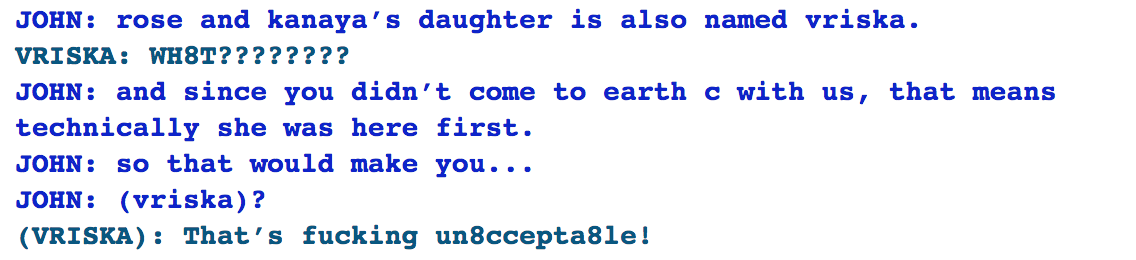 JOHN: rose and kanaya’s daughter is also named vriska.
VRISKA: WH8T????????
JOHN: and since you didn’t come to earth c with us, that means
technically she was here first.
JOHN: so that would make you...
JOHN: (vriska)?
(VRISKA): That’s fucking un8ccepta8le!